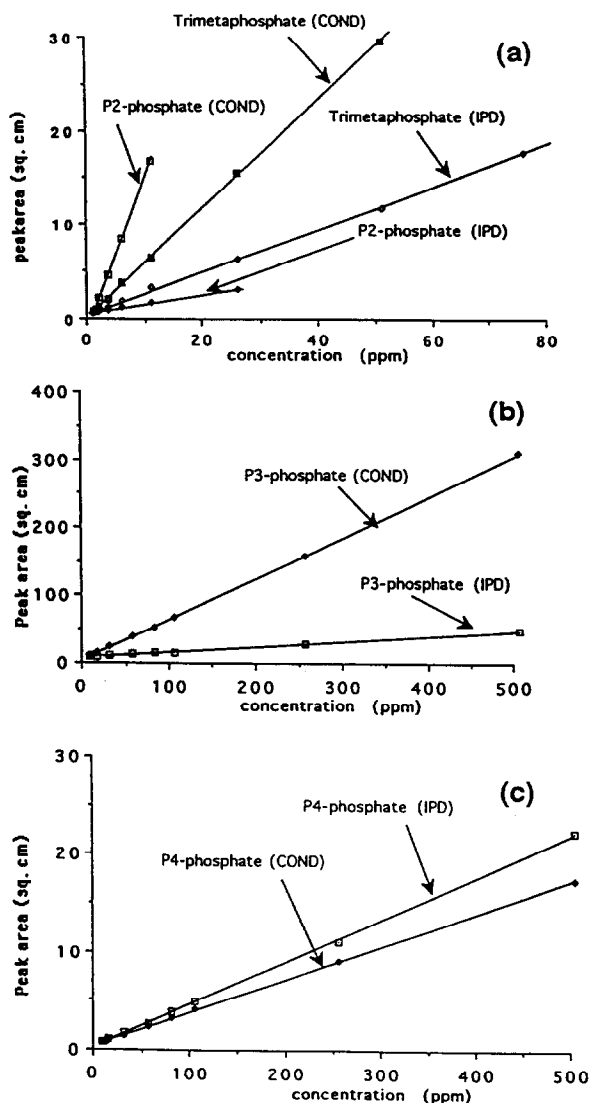 (a)
Trimetaphosphate (COND)
P2-phosphate (COND)
Trimetaphosphate (IPD)
P2-phosphate (IPD)
peakarea (sq. cm)
30
20
10
0
0 20 40 60 80
concentration (ppm)
(b)
P3-phosphate (COND)
P3-phosphate (IPD)
Peak area (sq. cm)
400
300
200
100
0
0 100 200 300 400 500
concentration (ppm)
(c)
P4-phosphate (IPD)
P4-phosphate (COND)
Peak area (sq. cm)
30
20
10
0
0 100 200 300 400 500
concentration (ppm)